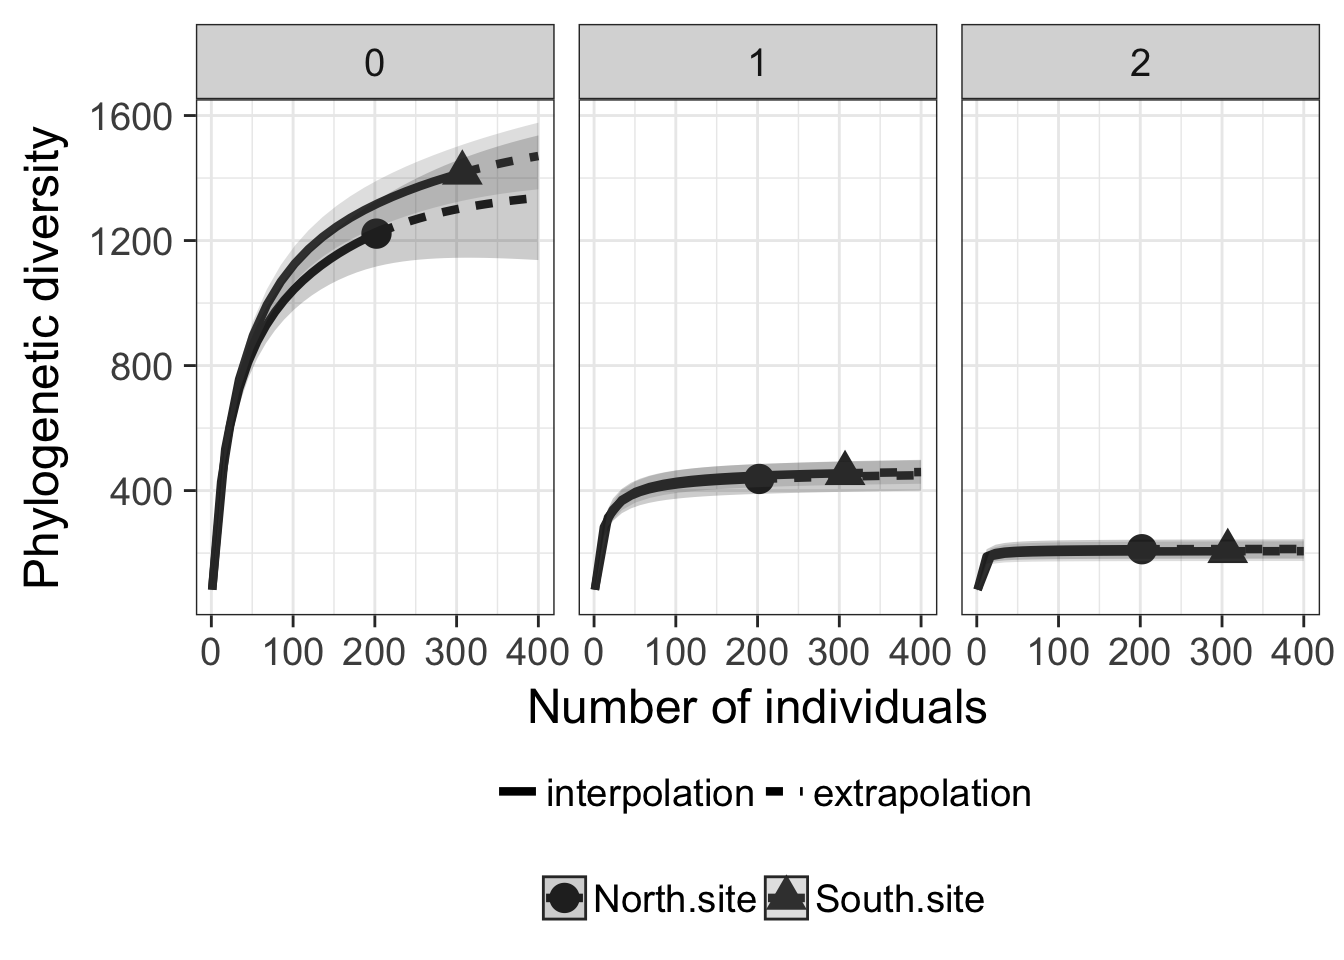 0 1 2
1600
1200
800
400
Phylogenetic diversity
0 100 200 300 400 0 100 200 300 400 0 100 200 300 400
Number of individuals
interpolation extrapolation
North.site South.site